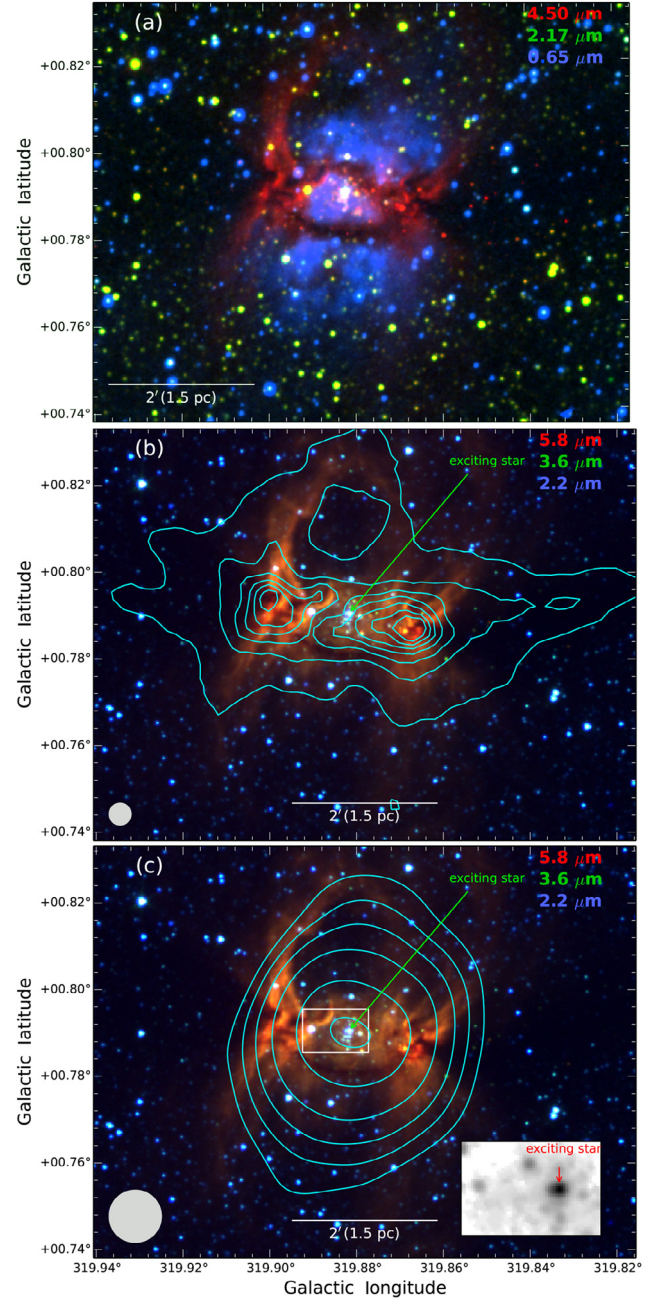 (a)
4.50 μm
2.17 μm
0.65 μm
+00.82°
+00.80°
+00.78°
+00.76°
+00.74°
Galactic latitude
2′(1.5 pc)
(b)
5.8 μm
3.6 μm
2.2 μm
exciting star
+00.82°
+00.80°
+00.78°
+00.76°
+00.74°
Galactic latitude
2′(1.5 pc)
(c)
5.8 μm
3.6 μm
2.2 μm
exciting star
+00.82°
+00.80°
+00.78°
+00.76°
+00.74°
Galactic latitude
exciting star
2′(1.5 pc)
319.94° 319.92° 319.90° 319.88° 319.86° 319.84° 319.82°
Galactic longitude